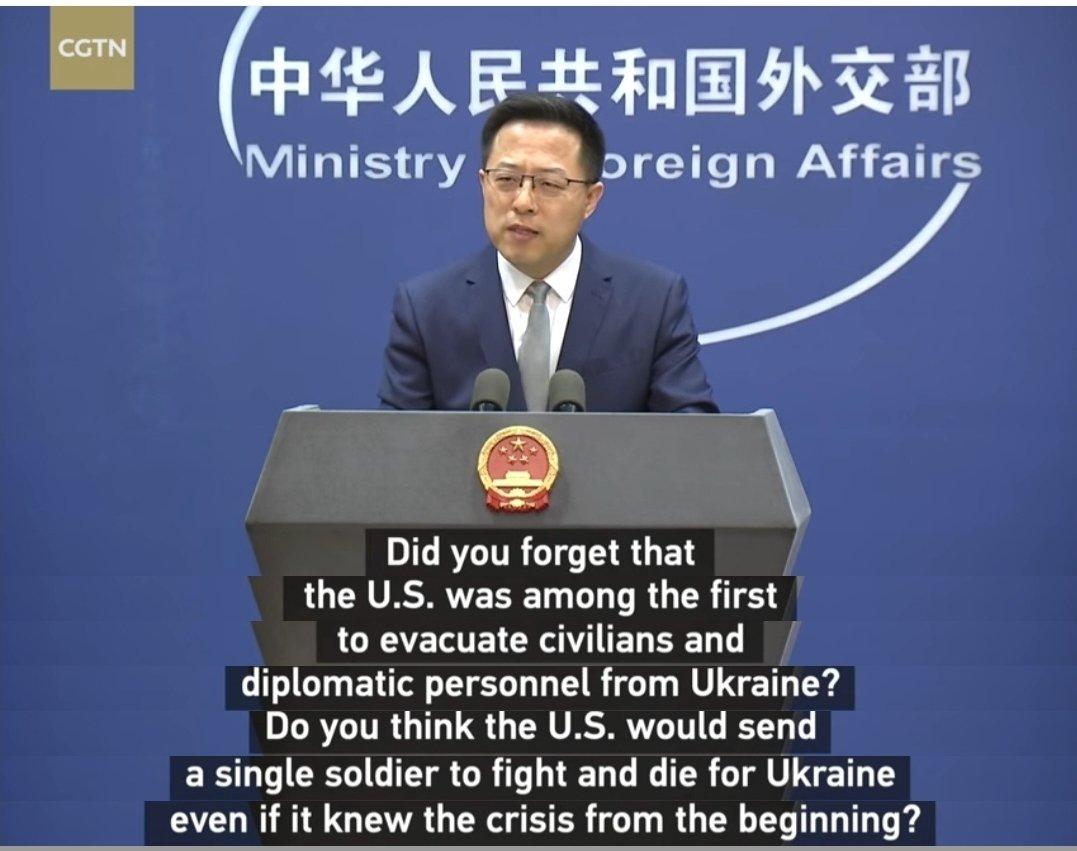 CGTN
中华人民共和国外交部
Ministry oreign Affairs
Did you forget that
the U.S. was among the first
to evacuate civilians and
diplomatic personnel from Ukraine?
Do you think the U.S. would send
a single soldier to fight and die for Ukraine
even if it knew the crisis from the beginning?